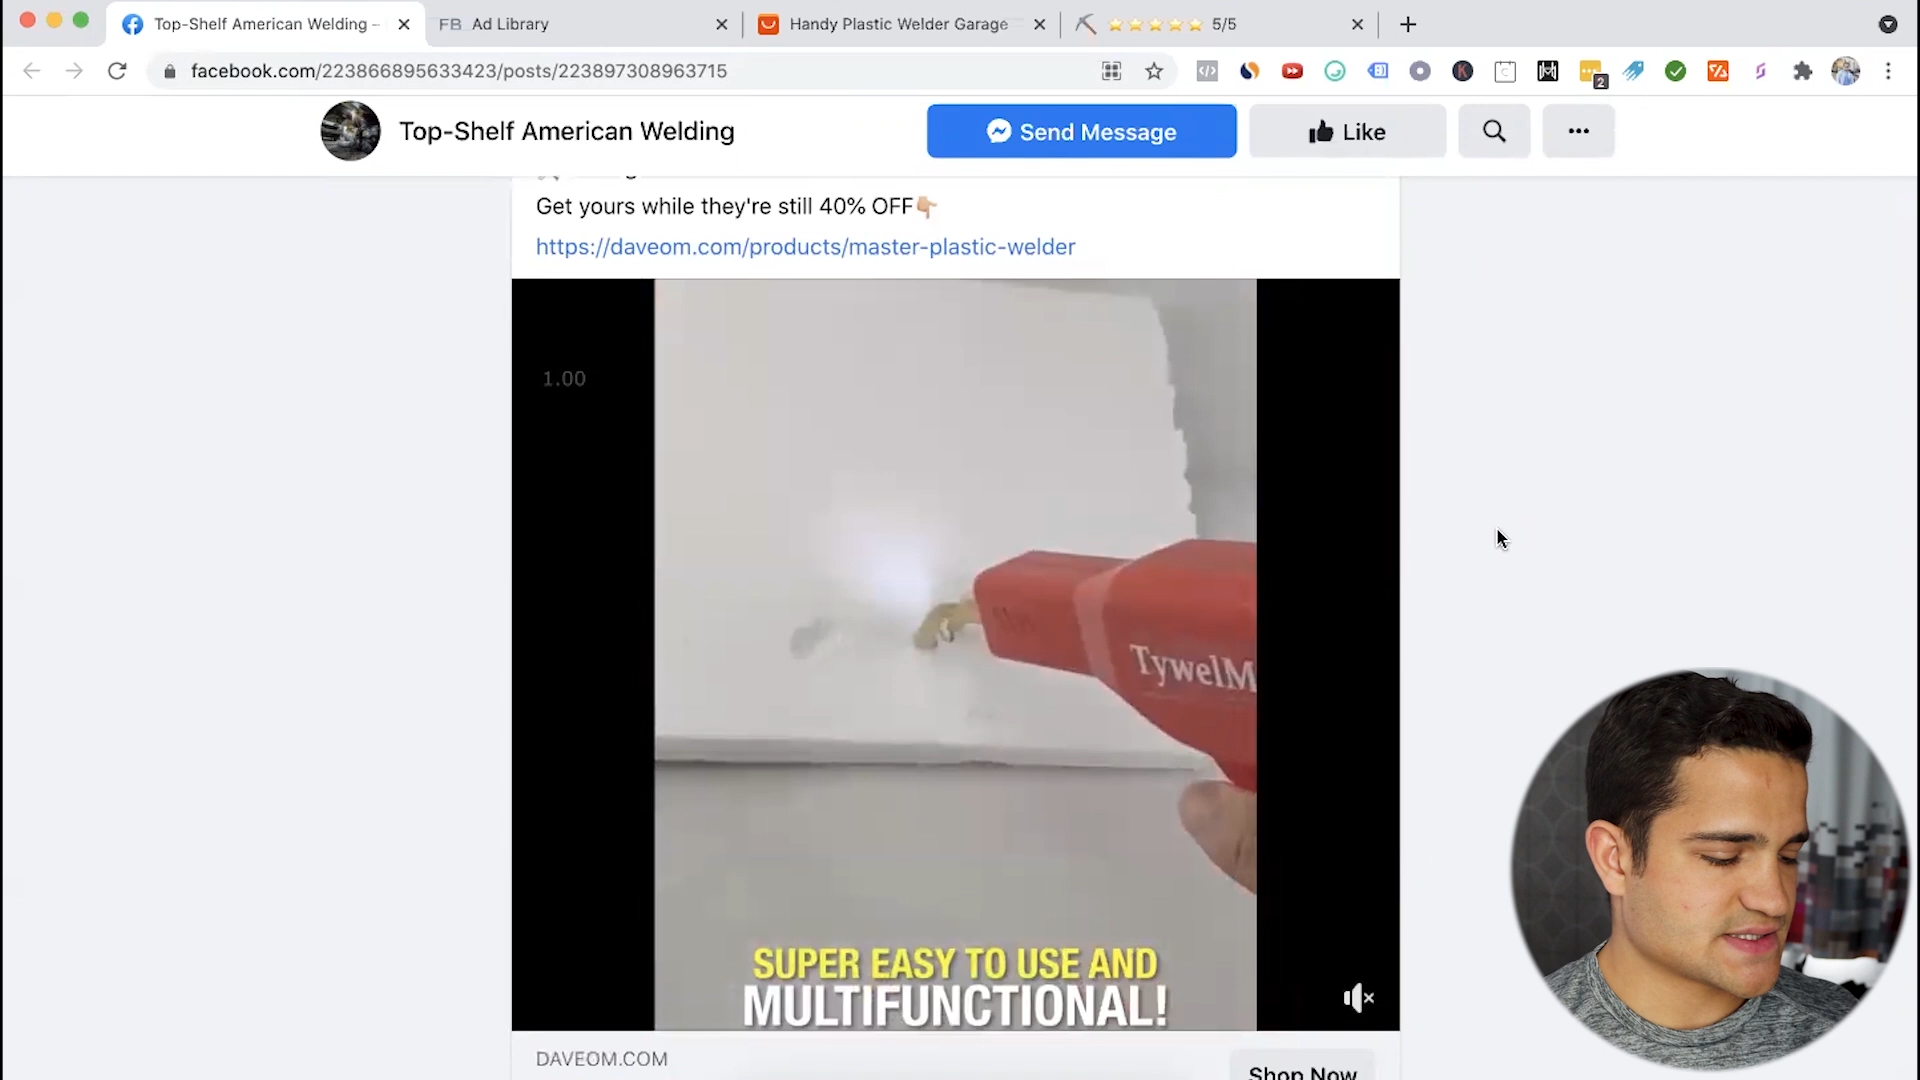 Top-Shelf American Welding –
FB Ad Library
Handy Plastic Welder Garage
5/5
facebook.com/223866895633423/posts/223897308963715
2
Top-Shelf American Welding
Send Message
Like
Get yours while they're still 40% OFF
https://daveom.com/products/master-plastic-welder
1.00
TywelM
SUPER EASY TO USE AND
MULTIFUNCTIONAL!
DAVEOM.COM
Shop Now